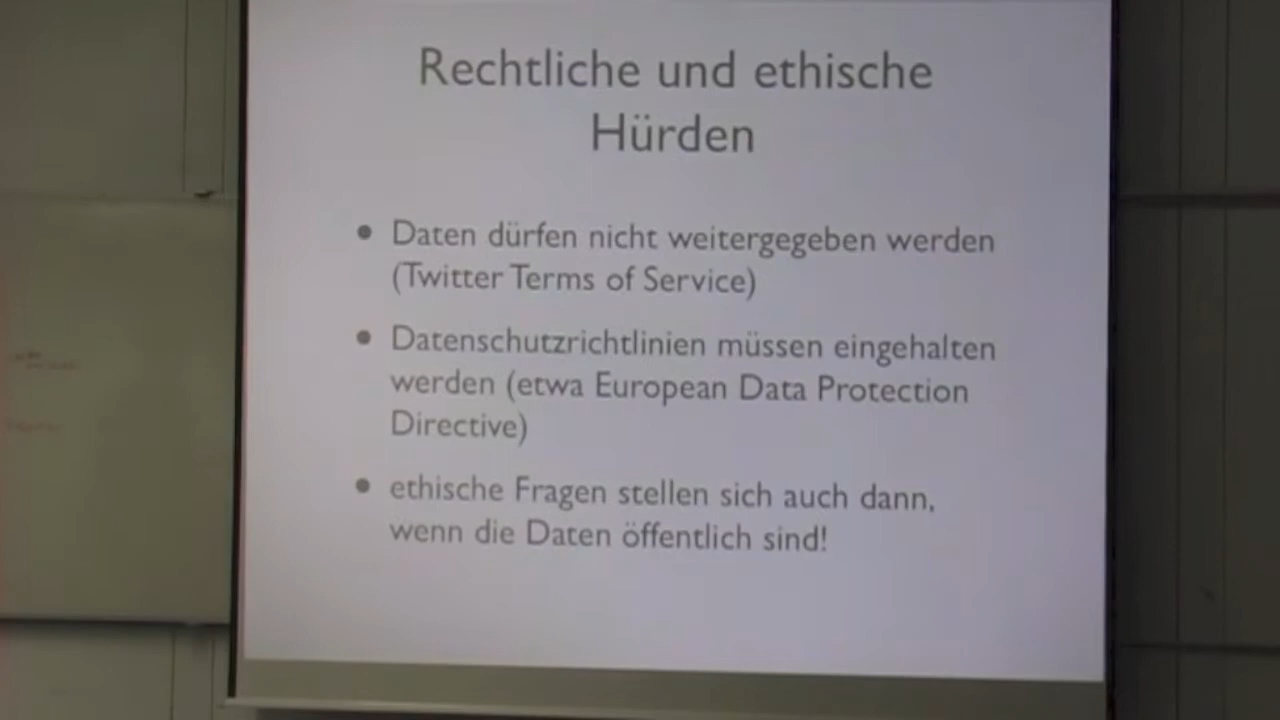 Rechtliche und ethische
Hürden
• Daten dürfen nicht weitergegeben werden
(Twitter Terms of Service)
• Datenschutzrichtlinien müssen eingehalten
werden (etwa European Data Protection
Directive)
• ethische Fragen stellen sich auch dann,
wenn die Daten öffentlich sind!